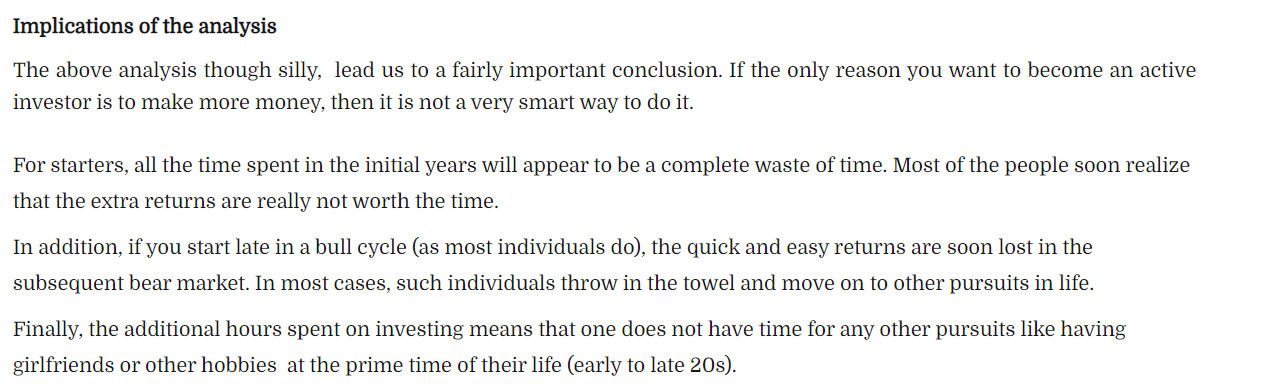 Implications of the analysis
The above analysis though silly,  lead us to a fairly important conclusion. If the only reason you want to become an active
investor is to make more money, then it is not a very smart way to do it.
For starters, all the time spent in the initial years will appear to be a complete waste of time. Most of the people soon realize
that the extra returns are really not worth the time.
In addition, if you start late in a bull cycle (as most individuals do), the quick and easy returns are soon lost in the
subsequent bear market. In most cases, such individuals throw in the towel and move on to other pursuits in life.
Finally, the additional hours spent on investing means that one does not have time for any other pursuits like having
girlfriends or other hobbies  at the prime time of their life (early to late 20s).